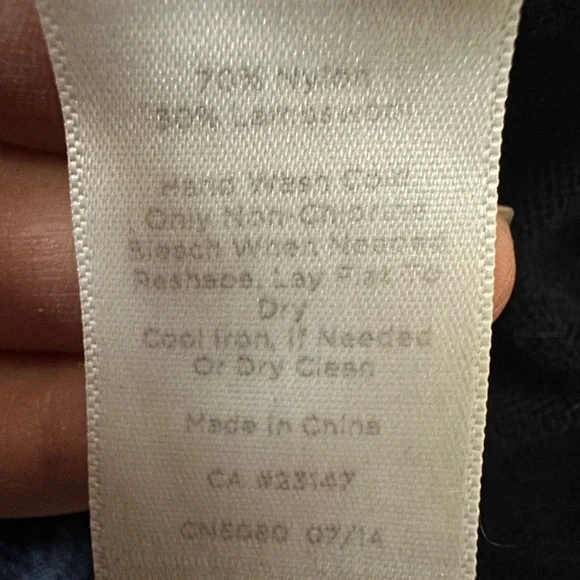 70% Nylon
30% Lambswool
Hand Wash Cold
Only Non-Chlorine
Bleach When Needed
Reshape, Lay Flat To
Dry
Cool Iron, If Needed
Or Dry Clean
Made In China
CA #23147
07/14